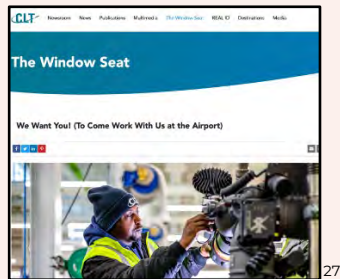 CLT Newsroom News Publications Multimedia The Window Seat REAL ID Destinations Media
The Window Seat
We Want You! (To Come Work With Us at the Airport)
27